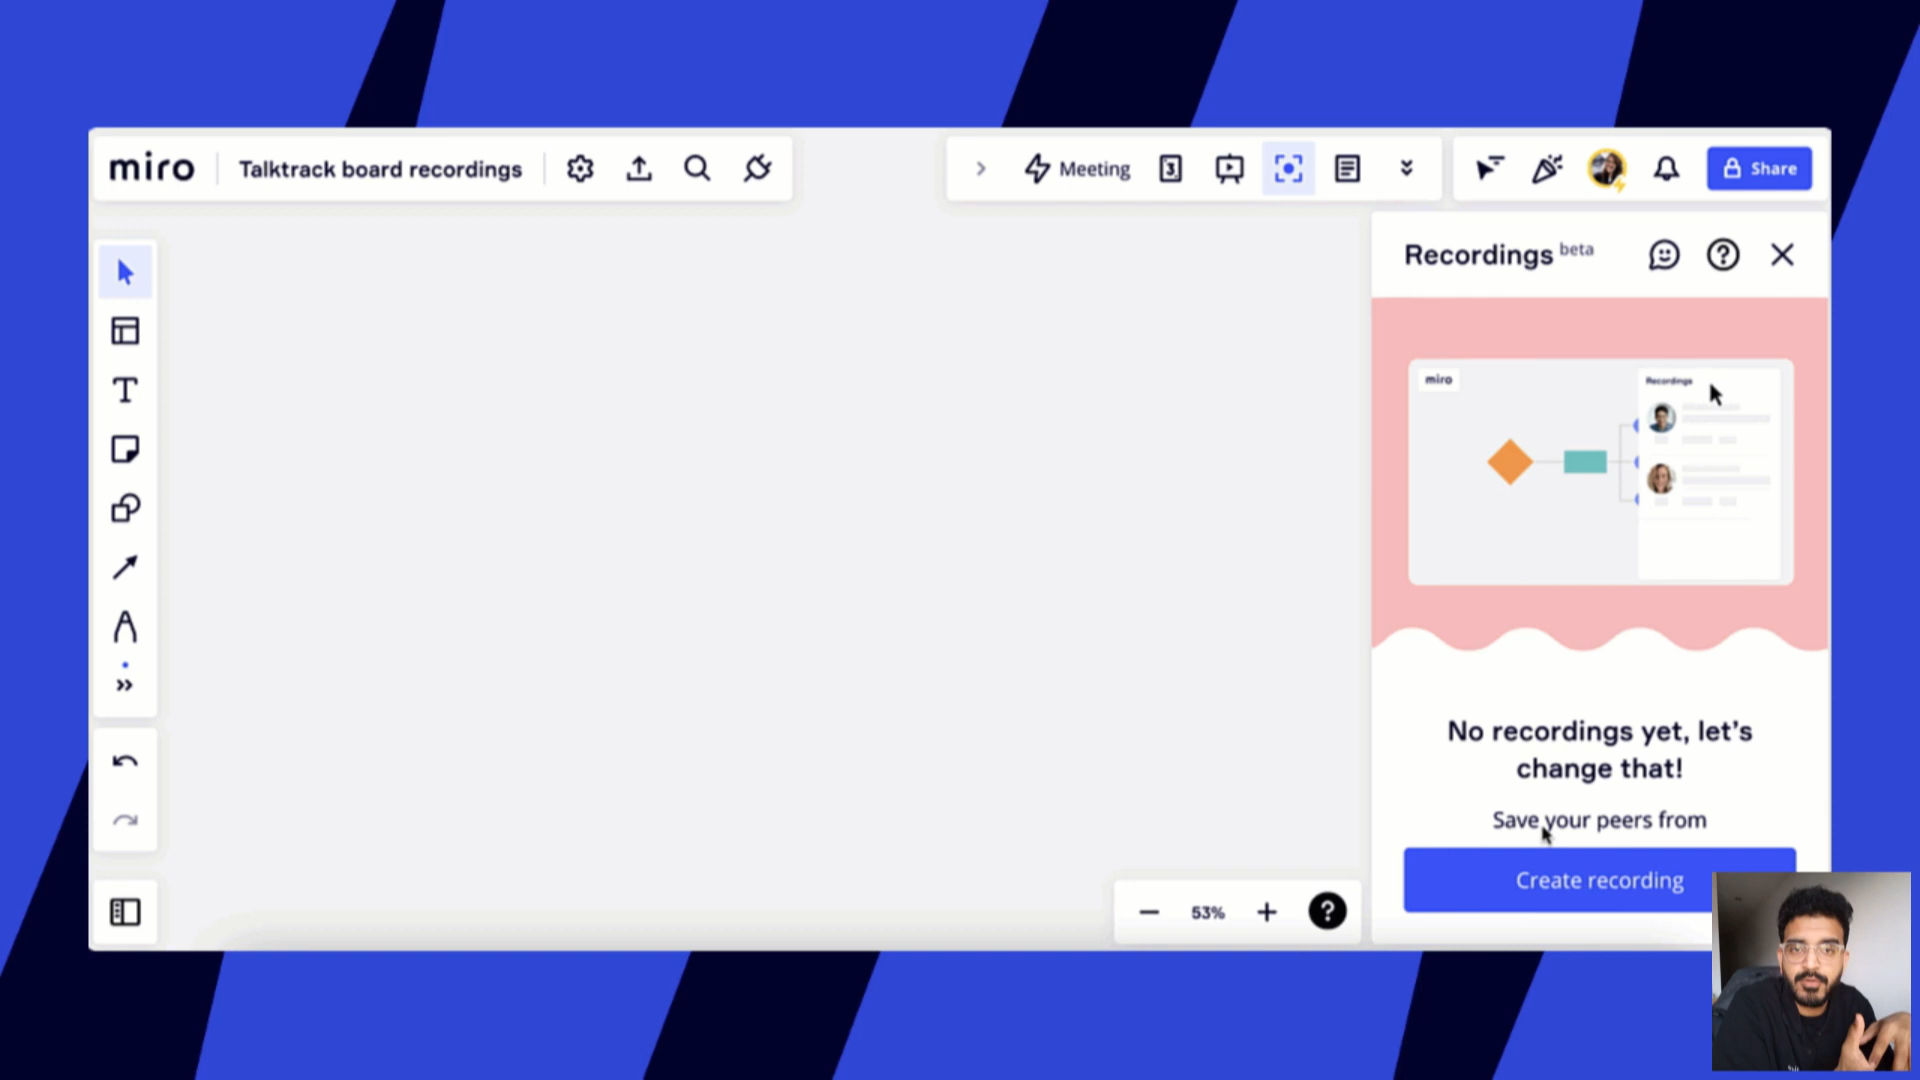 miro
Talktrack board recordings
Meeting
3
Share
Recordings beta
miro
Recordings
No recordings yet, let's
change that!
Save your peers from
Create recording
53%
?